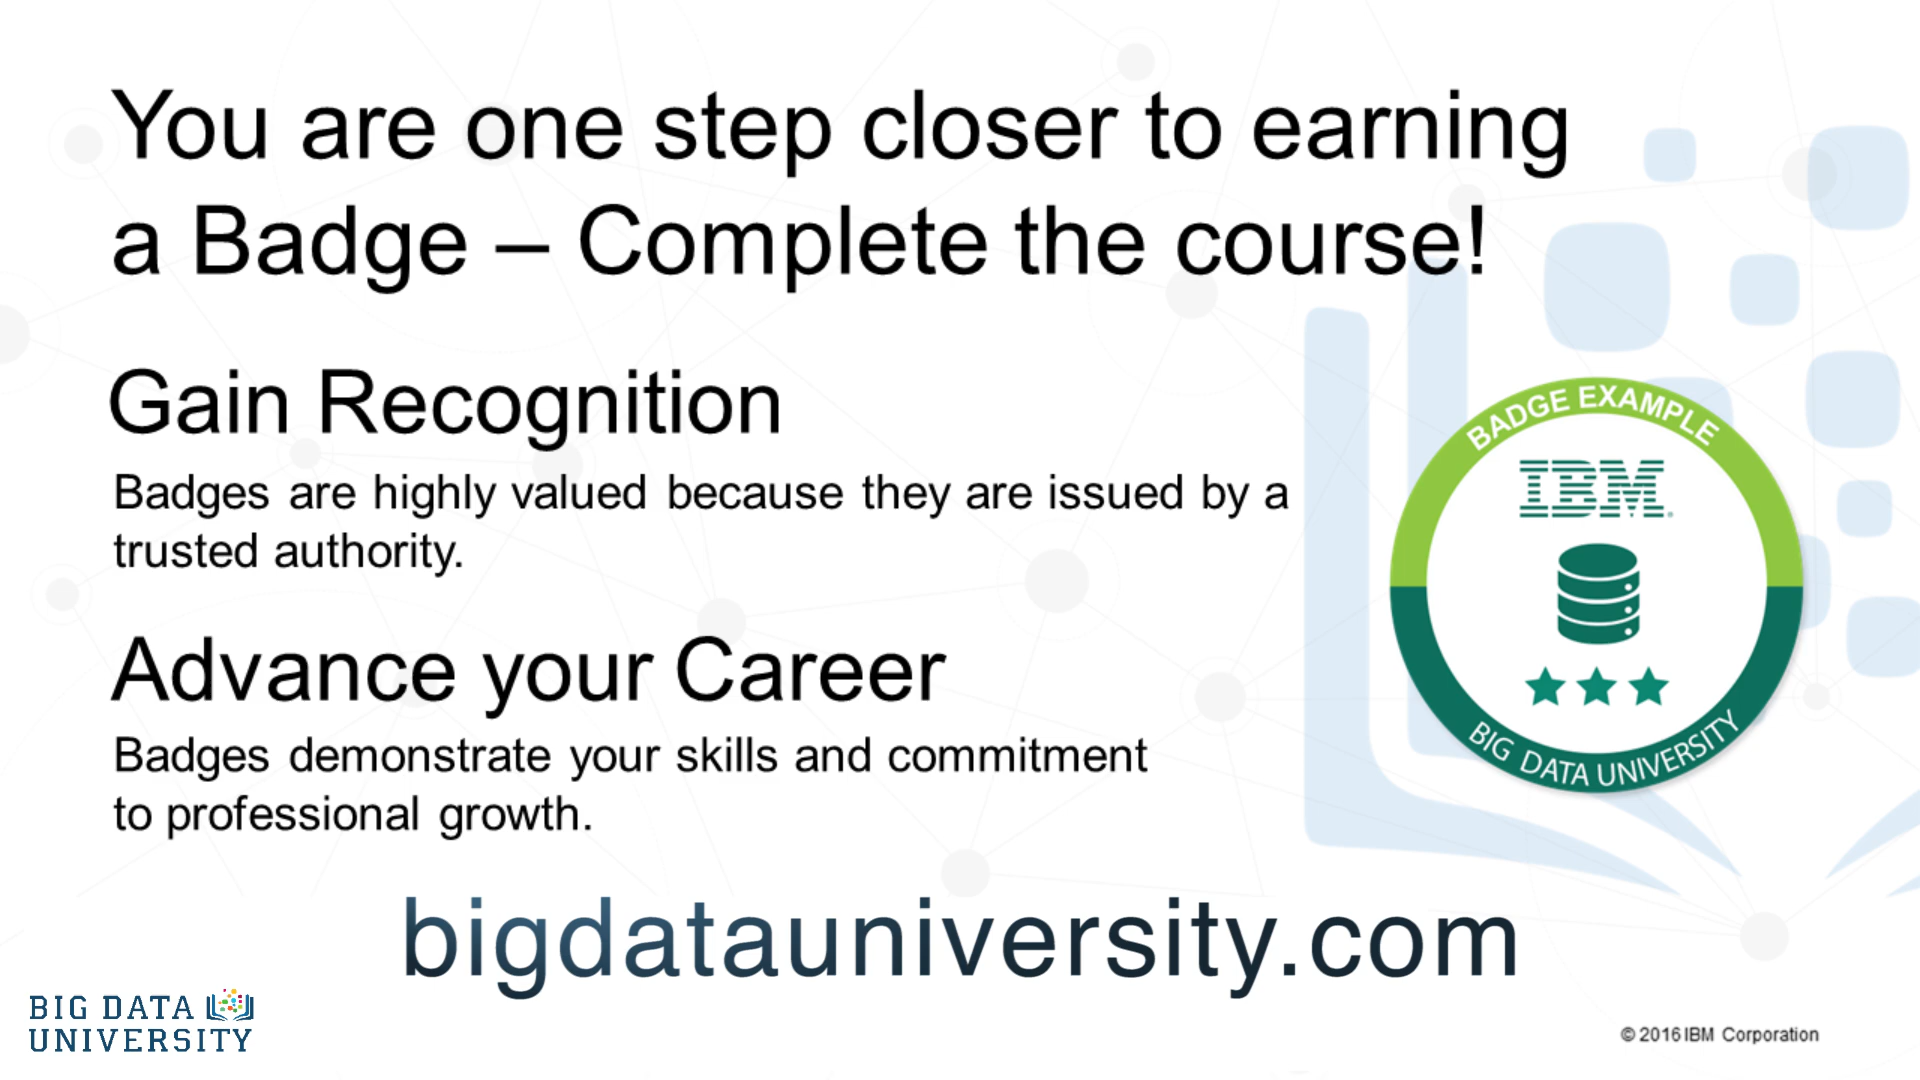 You are one step closer to earning
a Badge – Complete the course!
Gain Recognition
Badges are highly valued because they are issued by a
trusted authority.
Advance your Career
Badges demonstrate your skills and commitment
to professional growth.
BADGE EXAMPLE
IBM
BIG DATA UNIVERSITY
bigdatauniversity.com
BIG DATA
UNIVERSITY
© 2016 IBM Corporation